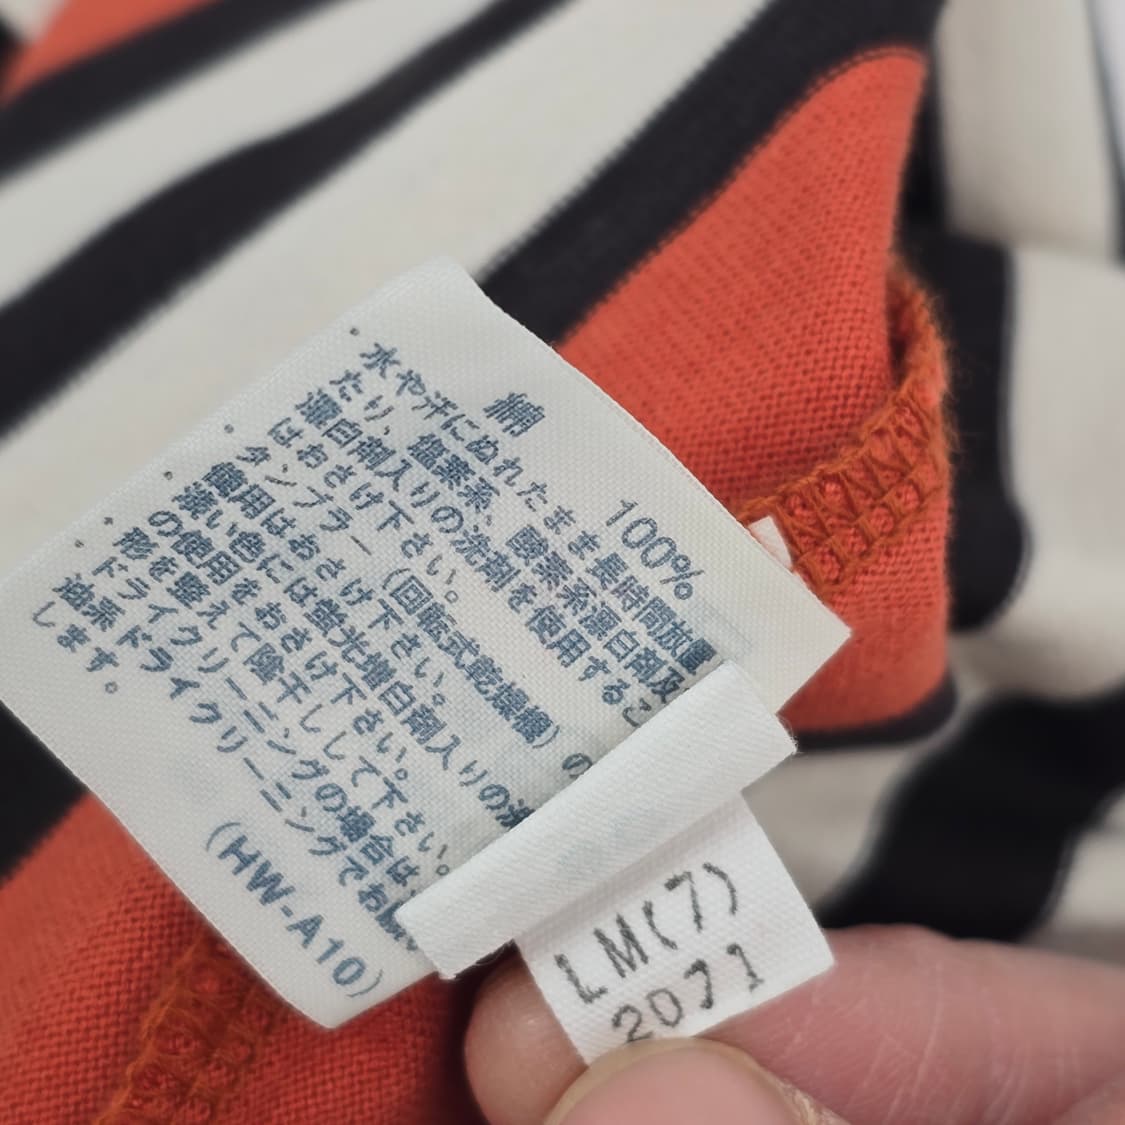 綿 100%
・水や汗にぬれたまま長時間放置
たり、塩素系、酸素系漂白剤及
漂白剤入りの洗剤を使用するこ
はおさけ下さい。
・タンブラー(回転式乾燥機)の
使用はおさけ下さい。
・濃い色には蛍光増白剤入りの洗
の使用をおさけ下さい。
・形を整えて陰干しして下さい。
・ドライクリーニングの場合は、
油系ドライクリーニングでお願い
します。
(HW-A10)
LM(7)
2071